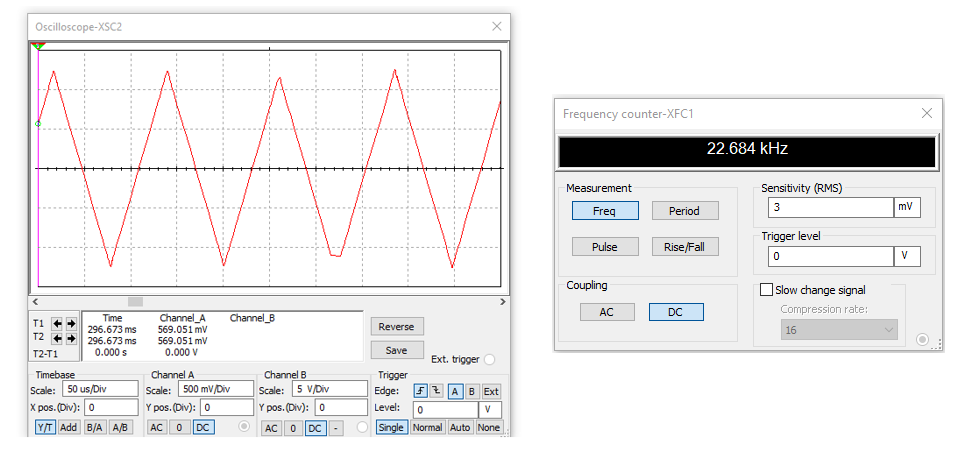 Oscilloscope-XSC2
T1
T2
T2-T1
Time Channel_A Channel_B
296.673 ms 569.051 mV
296.673 ms 569.051 mV
0.000 s 0.000 V
Reverse
Save
Ext. trigger
Timebase
Scale: 50 us/Div
X pos.(Div): 0
Y/T Add B/A A/B
Channel A
Scale: 500 mV/Div
Y pos.(Div): 0
AC 0 DC
Channel B
Scale: 5 V/Div
Y pos.(Div): 0
AC 0 DC -
Trigger
Edge: A B Ext
Level: 0 V
Single Normal Auto None
Frequency counter-XFC1
22.684 kHz
Measurement
Freq Period
Pulse Rise/Fall
Coupling
AC DC
Sensitivity (RMS)
3 mV
Trigger level
0 V
Slow change signal
Compression rate:
16